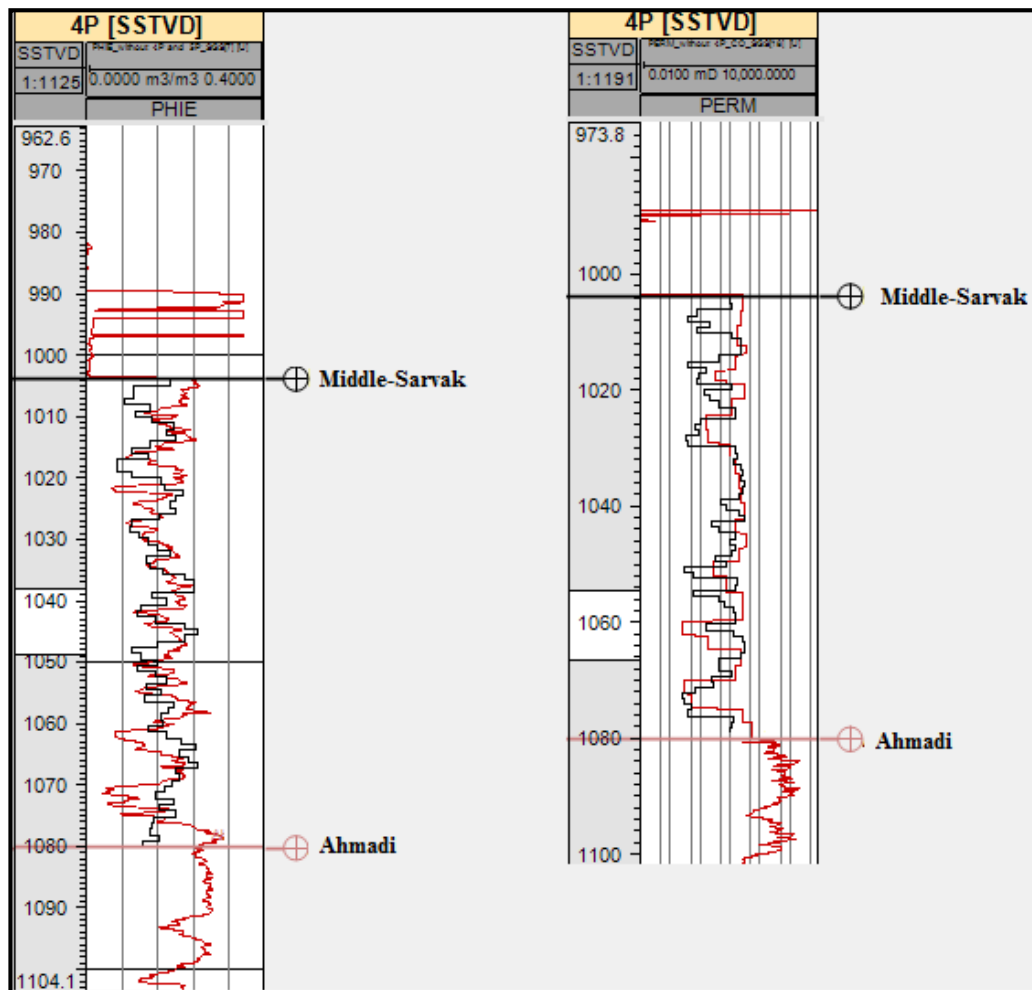 4P [SSTVD]
SSTVD
1:1125
0.0000 m3/m3 0.4000
PHIE
962.6
970
980
990
1000
1010
1020
1030
1040
1050
1060
1070
1080
1090
1104.1
Middle-Sarvak
Ahmadi
4P [SSTVD]
SSTVD
1:1191
0.0100 mD 10,000.0000
PERM
973.8
1000
1020
1040
1060
1080
1100
Middle-Sarvak
Ahmadi